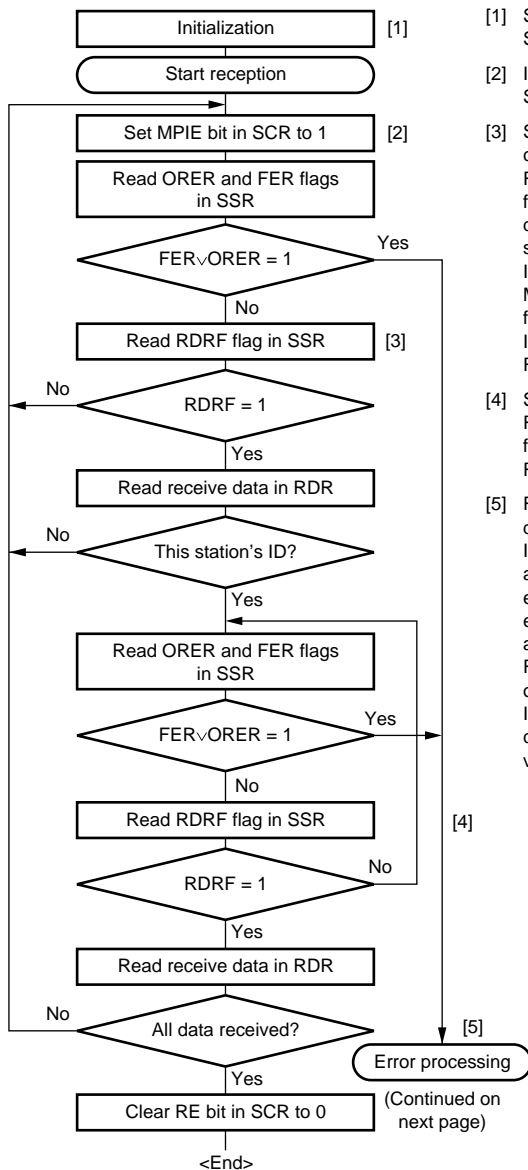 Initialization
[1]
Start reception
Set MPIE bit in SCR to 1
[2]
Read ORER and FER flags
in SSR
FER∨ORER = 1
Yes
No
Read RDRF flag in SSR
[3]
RDRF = 1
No
Yes
Read receive data in RDR
This station's ID?
No
Yes
Read ORER and FER flags
in SSR
FER∨ORER = 1
Yes
No
Read RDRF flag in SSR
[4]
RDRF = 1
No
Yes
Read receive data in RDR
All data received?
No
Yes
[5]
Error processing
(Continued on
next page)
Clear RE bit in SCR to 0
<End>
[1] S
S
[2] I
S
[3] S
[4] S
[5]